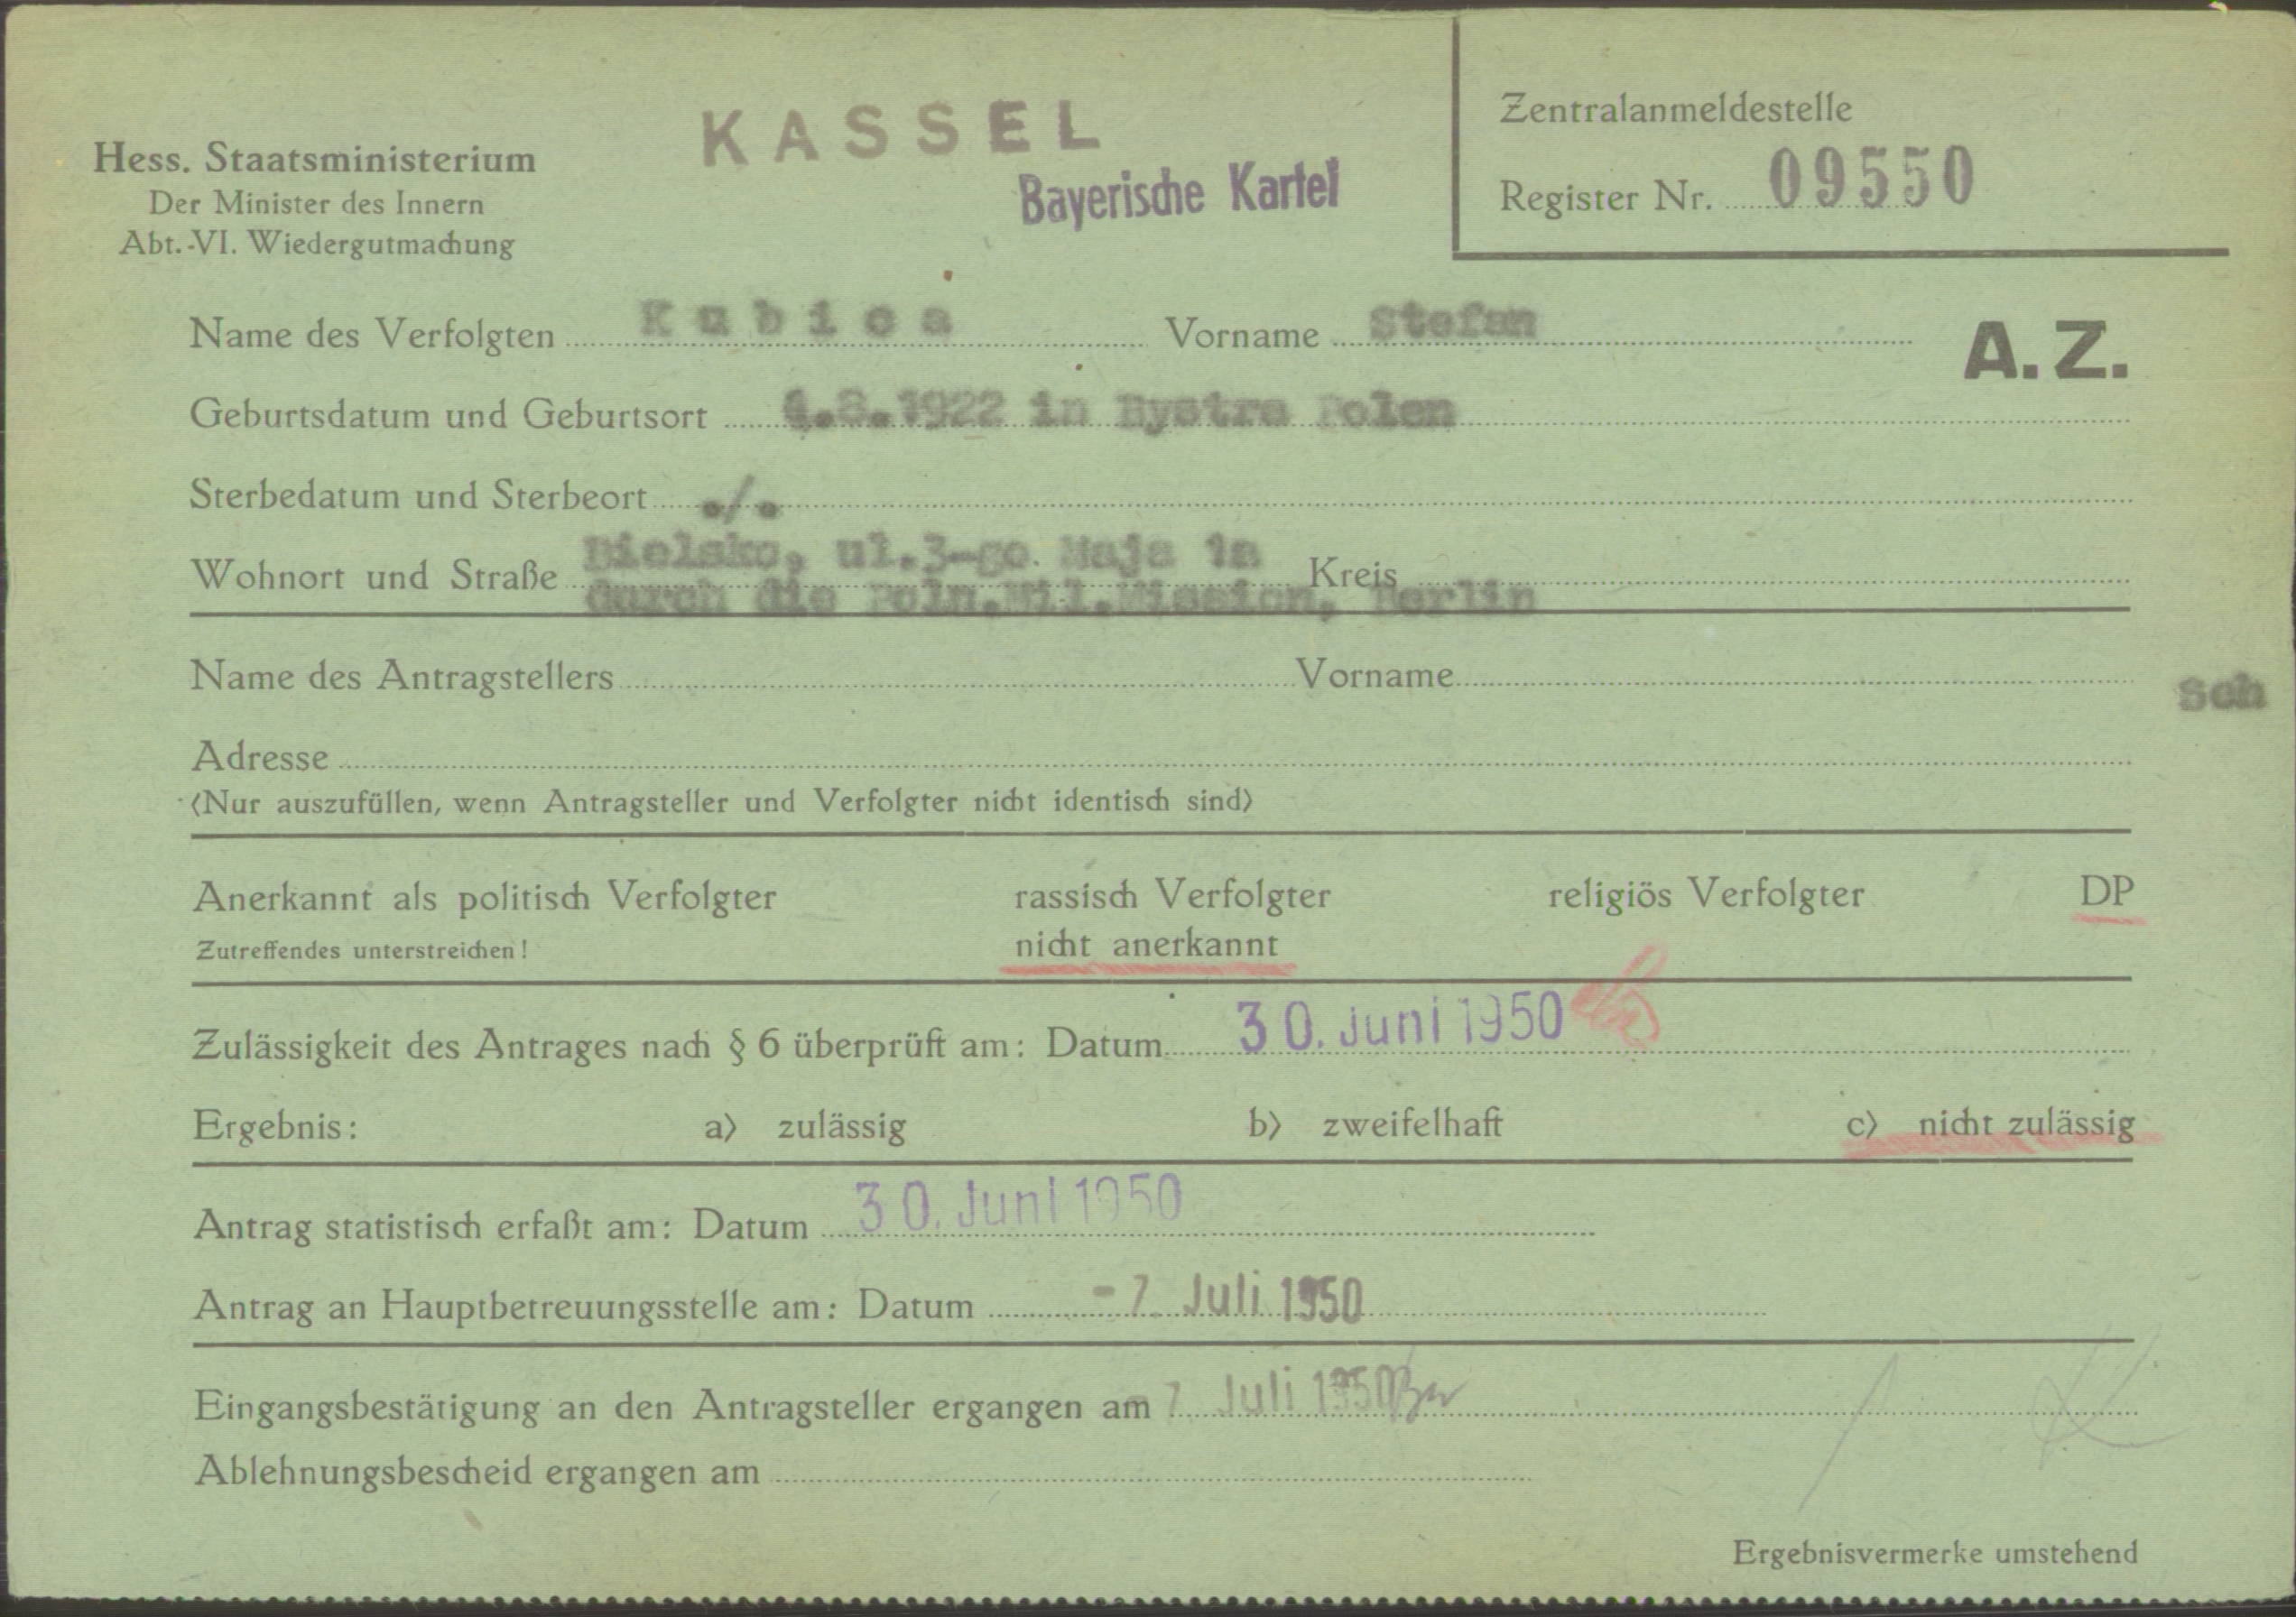 KASSEL
Bayerische Kartei
Hess. Staatsministerium
Der Minister des Innern
Abt.-VI. Wiedergutmachung
Zentralanmeldestelle
Register Nr. 09550
Name des Verfolgten Kubica Vorname Stefan
A. Z.
Geburtsdatum und Geburtsort 4.8.1922 in Bystra Polen
Sterbedatum und Sterbeort ./.
Wohnort und Straße Bielsko, ul.3-go Maja 1a Kreis
durch die Poln.Mil.Mission, Berlin
Name des Antragstellers Vorname
Sch
Adresse
(Nur auszufüllen, wenn Antragsteller und Verfolgter nicht identisch sind)
Anerkannt als politisch Verfolgter rassisch Verfolgter religiös Verfolgter DP
Zutreffendes unterstreichen! nicht anerkannt
Zulässigkeit des Antrages nach § 6 überprüft am: Datum 30. Juni 1950
Ergebnis: a) zulässig b) zweifelhaft c) nicht zulässig
Antrag statistisch erfaßt am: Datum 30. Juni 1950
Antrag an Hauptbetreuungsstelle am: Datum -7. Juli 1950
Eingangsbestätigung an den Antragsteller ergangen am -7. Juli 1950
Ablehnungsbescheid ergangen am
Ergebnisvermerke umstehend